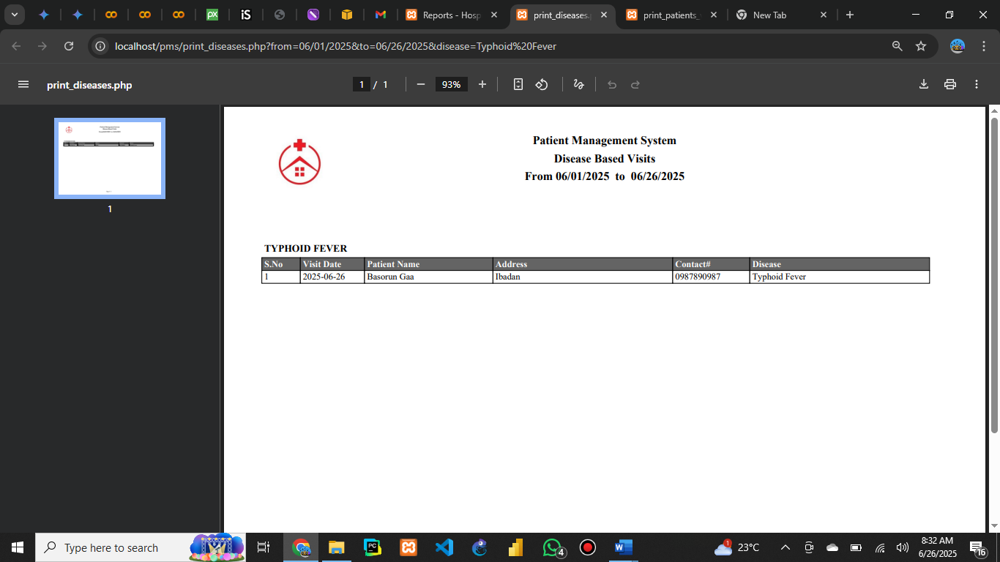 px
iS
Reports - Hosp
print_diseases.
print_patients_
New Tab
localhost/pms/print_diseases.php?from=06/01/2025&to=06/26/2025&disease=Typhoid%20Fever
print_diseases.php
1 / 1
93%
1
Patient Management System
Disease Based Visits
From 06/01/2025 to 06/26/2025
TYPHOID FEVER
S.No Visit Date Patient Name Address Contact# Disease
1 2025-06-26 Basorun Gaa Ibadan 0987890987 Typhoid Fever
Type here to search
PC
4
W
1
23°C
8:32 AM
6/26/2025
16